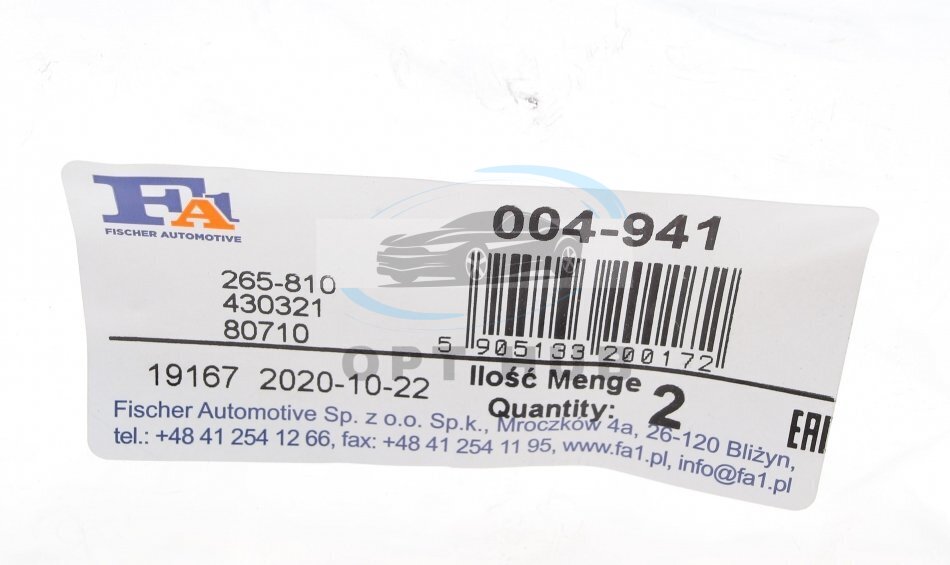 FA1
FISCHER AUTOMOTIVE
004-941
265-810
430321
80710
5 905133 200172
OPT HUB
19167 2020-10-22
Ilość Menge
Quantity: 2
EAC
Fischer Automotive Sp. z o.o. Sp.k., Mroczków 4a, 26-120 Bliżyn,
tel.: +48 41 254 12 66, fax: +48 41 254 11 95, www.fa1.pl, info@fa1.pl